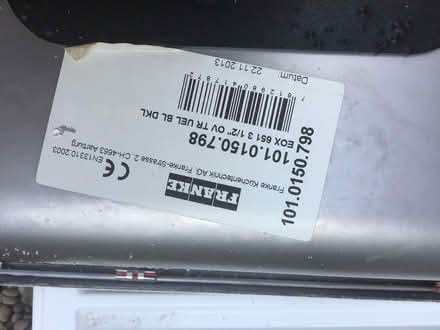 FRANKE
Franke Küchentechnik AG, Franke-Strasse 2, CH-4663 Aarburg
CE
EN13310:2003
101.0150.798
EOX 651 3 1/2" OV TR UEL BL DKL
Datum:
22.11.2013
101.0150.798